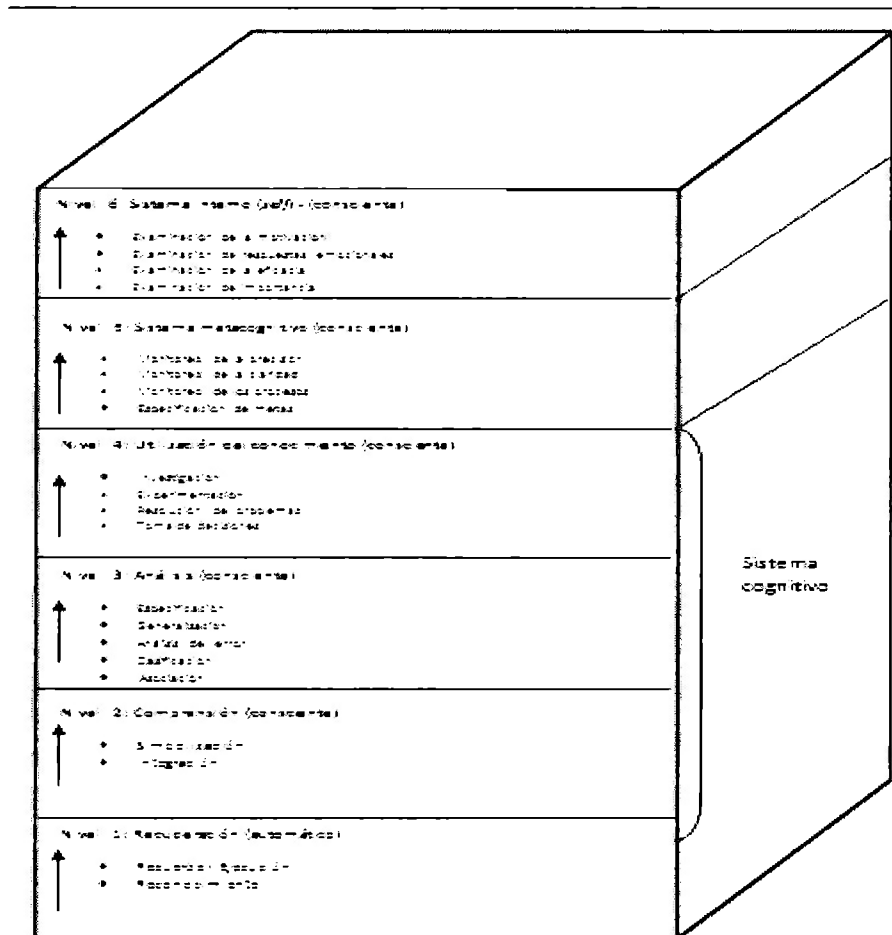 Nivel 6: Sistema interno (self) - (consciente)
Examinación de la motivación
Examinación de respuestas emocionales
Examinación de la eficacia
Examinación de importancia
Nivel 5: Sistema metacognitivo (consciente)
Monitoreo de la precisión
Monitoreo de la claridad
Monitoreo de los procesos
Especificación de metas
Nivel 4: Utilización del conocimiento (consciente)
Investigación
Experimentación
Resolución de problemas
Toma de decisiones
Nivel 3: Análisis (consciente)
Especificación
Generalización
Análisis del error
Clasificación
Asociación
Sistema
cognitivo
Nivel 2: Comprensión (consciente)
Simbolización
Integración
Nivel 1: Recuperación (automático)
Ejecución
Reconocimiento